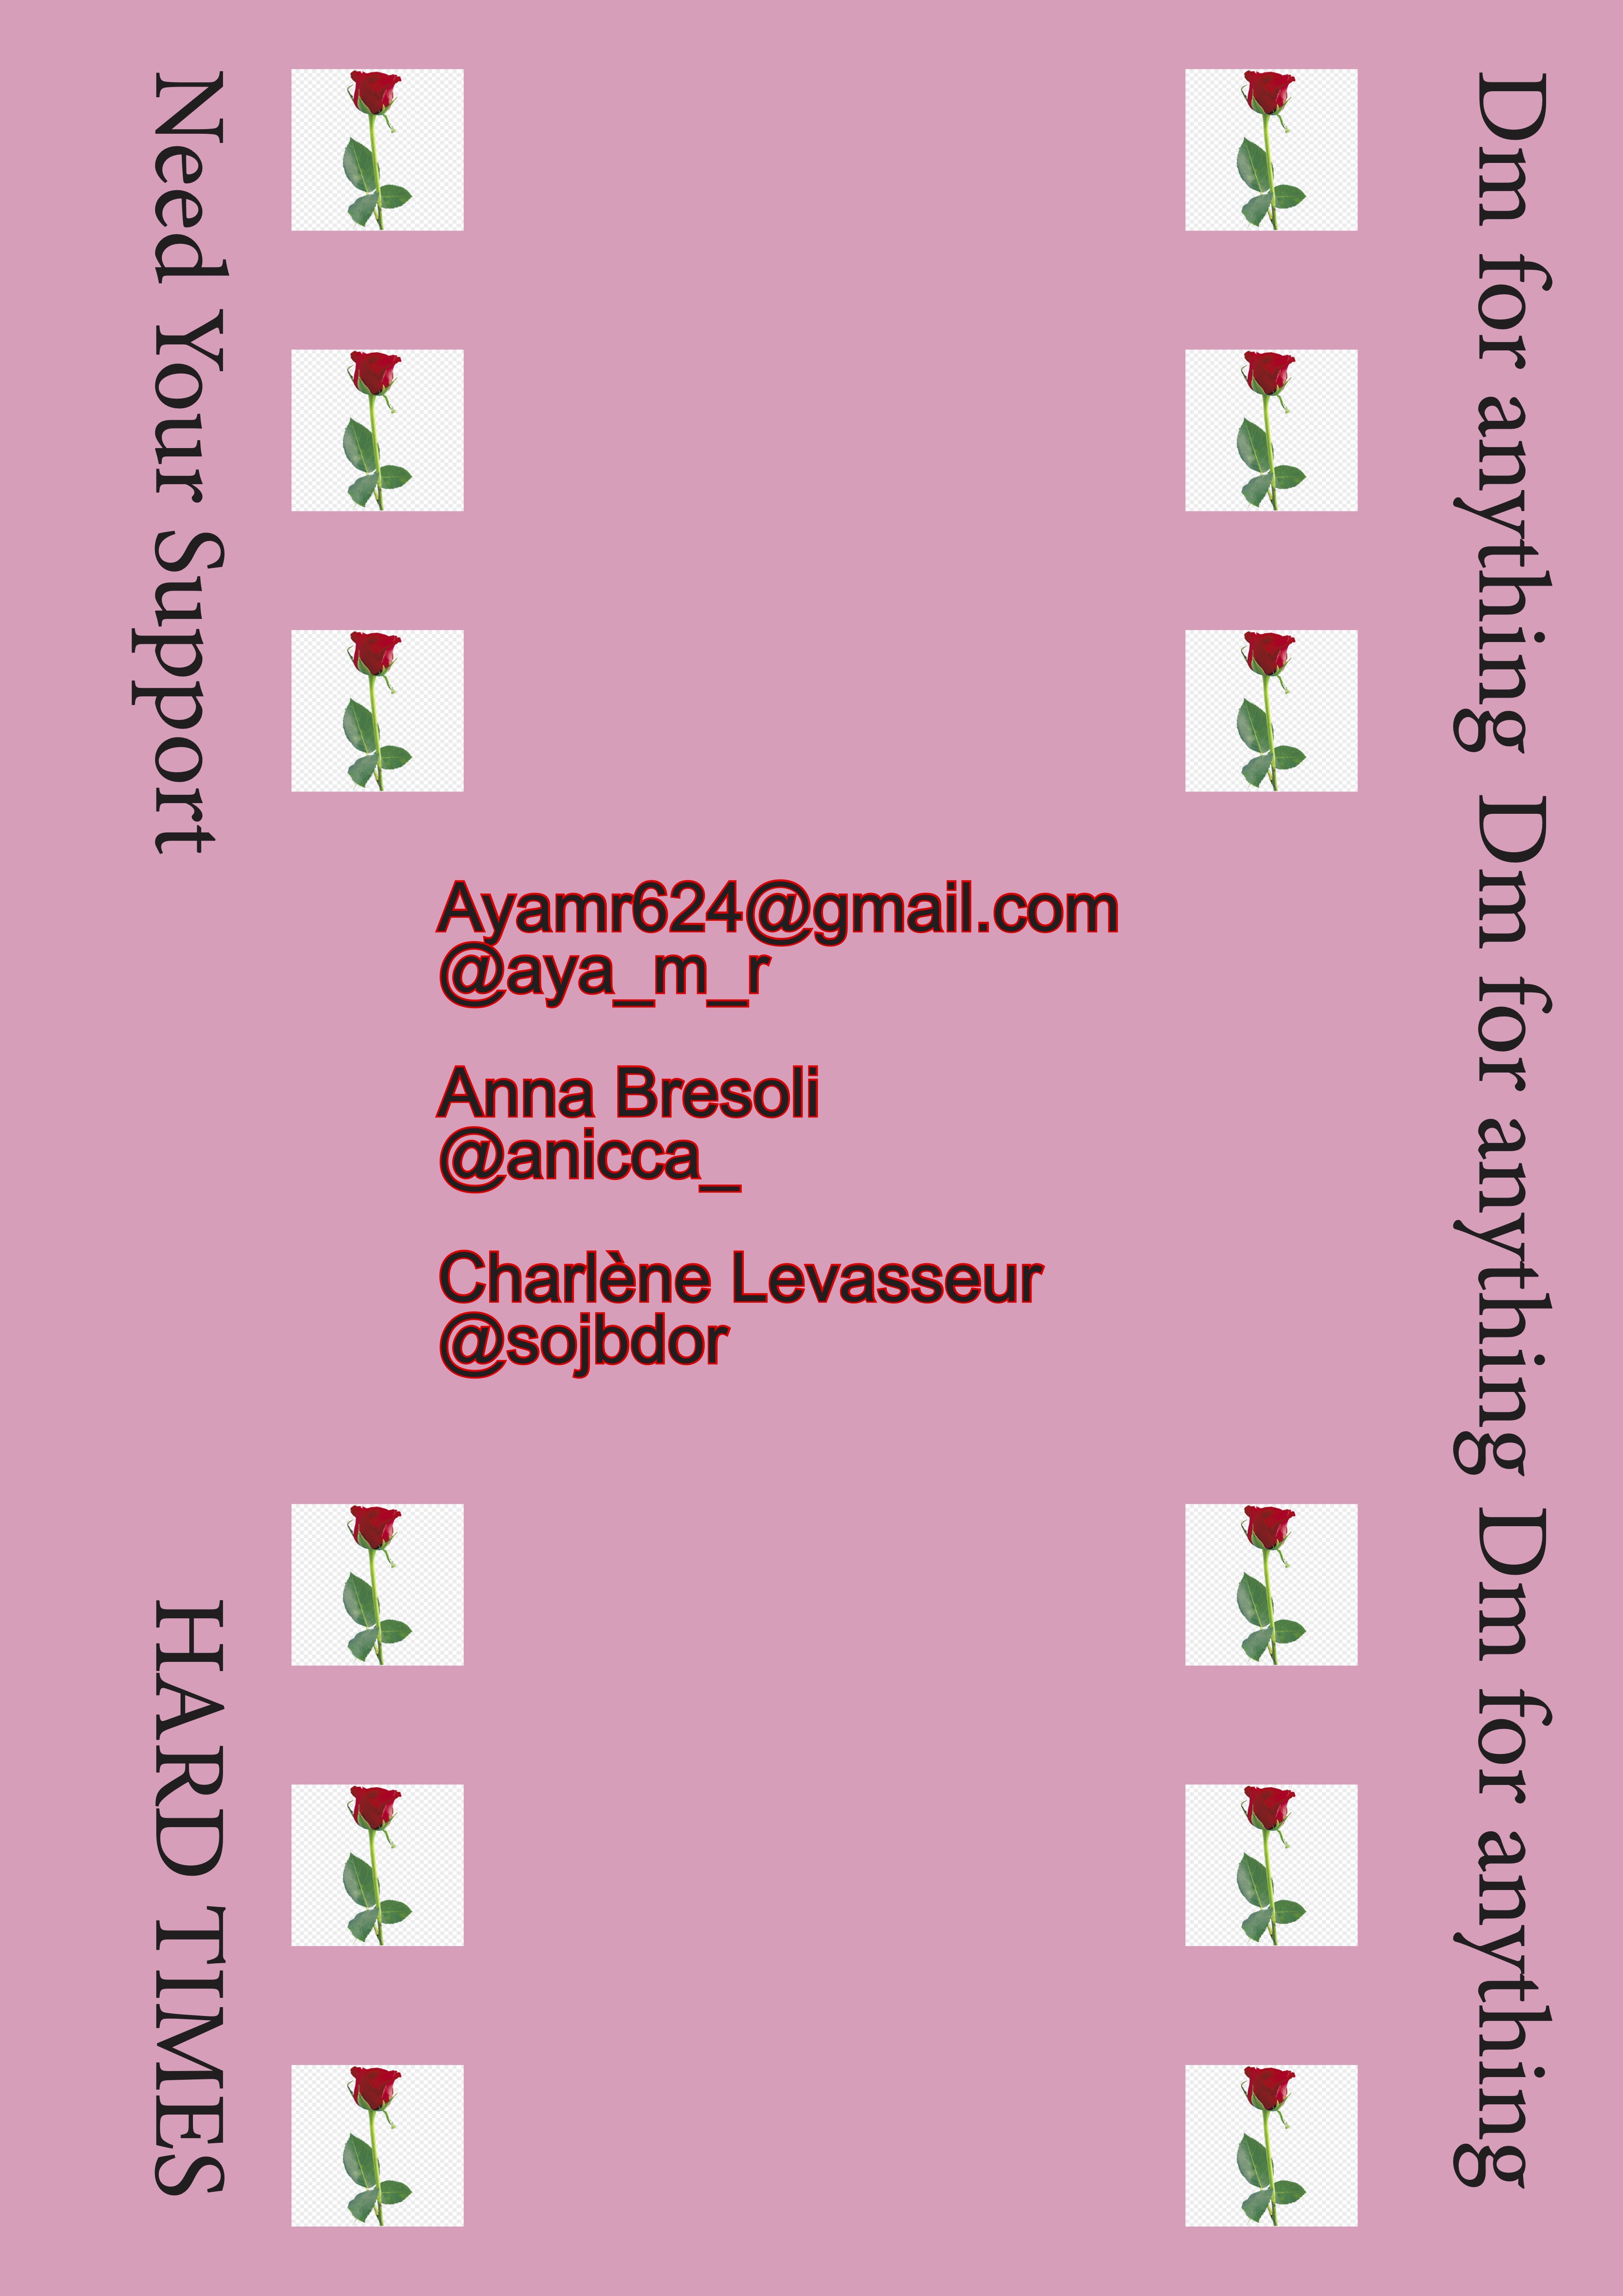 Need Your Support
HARD TIMES
Ayamr624@gmail.com
@aya_m_r
Anna Bresoli
@anicca_
Charlène Levasseur
@sojbdor
Dm for anything Dm for anything Dm for anything